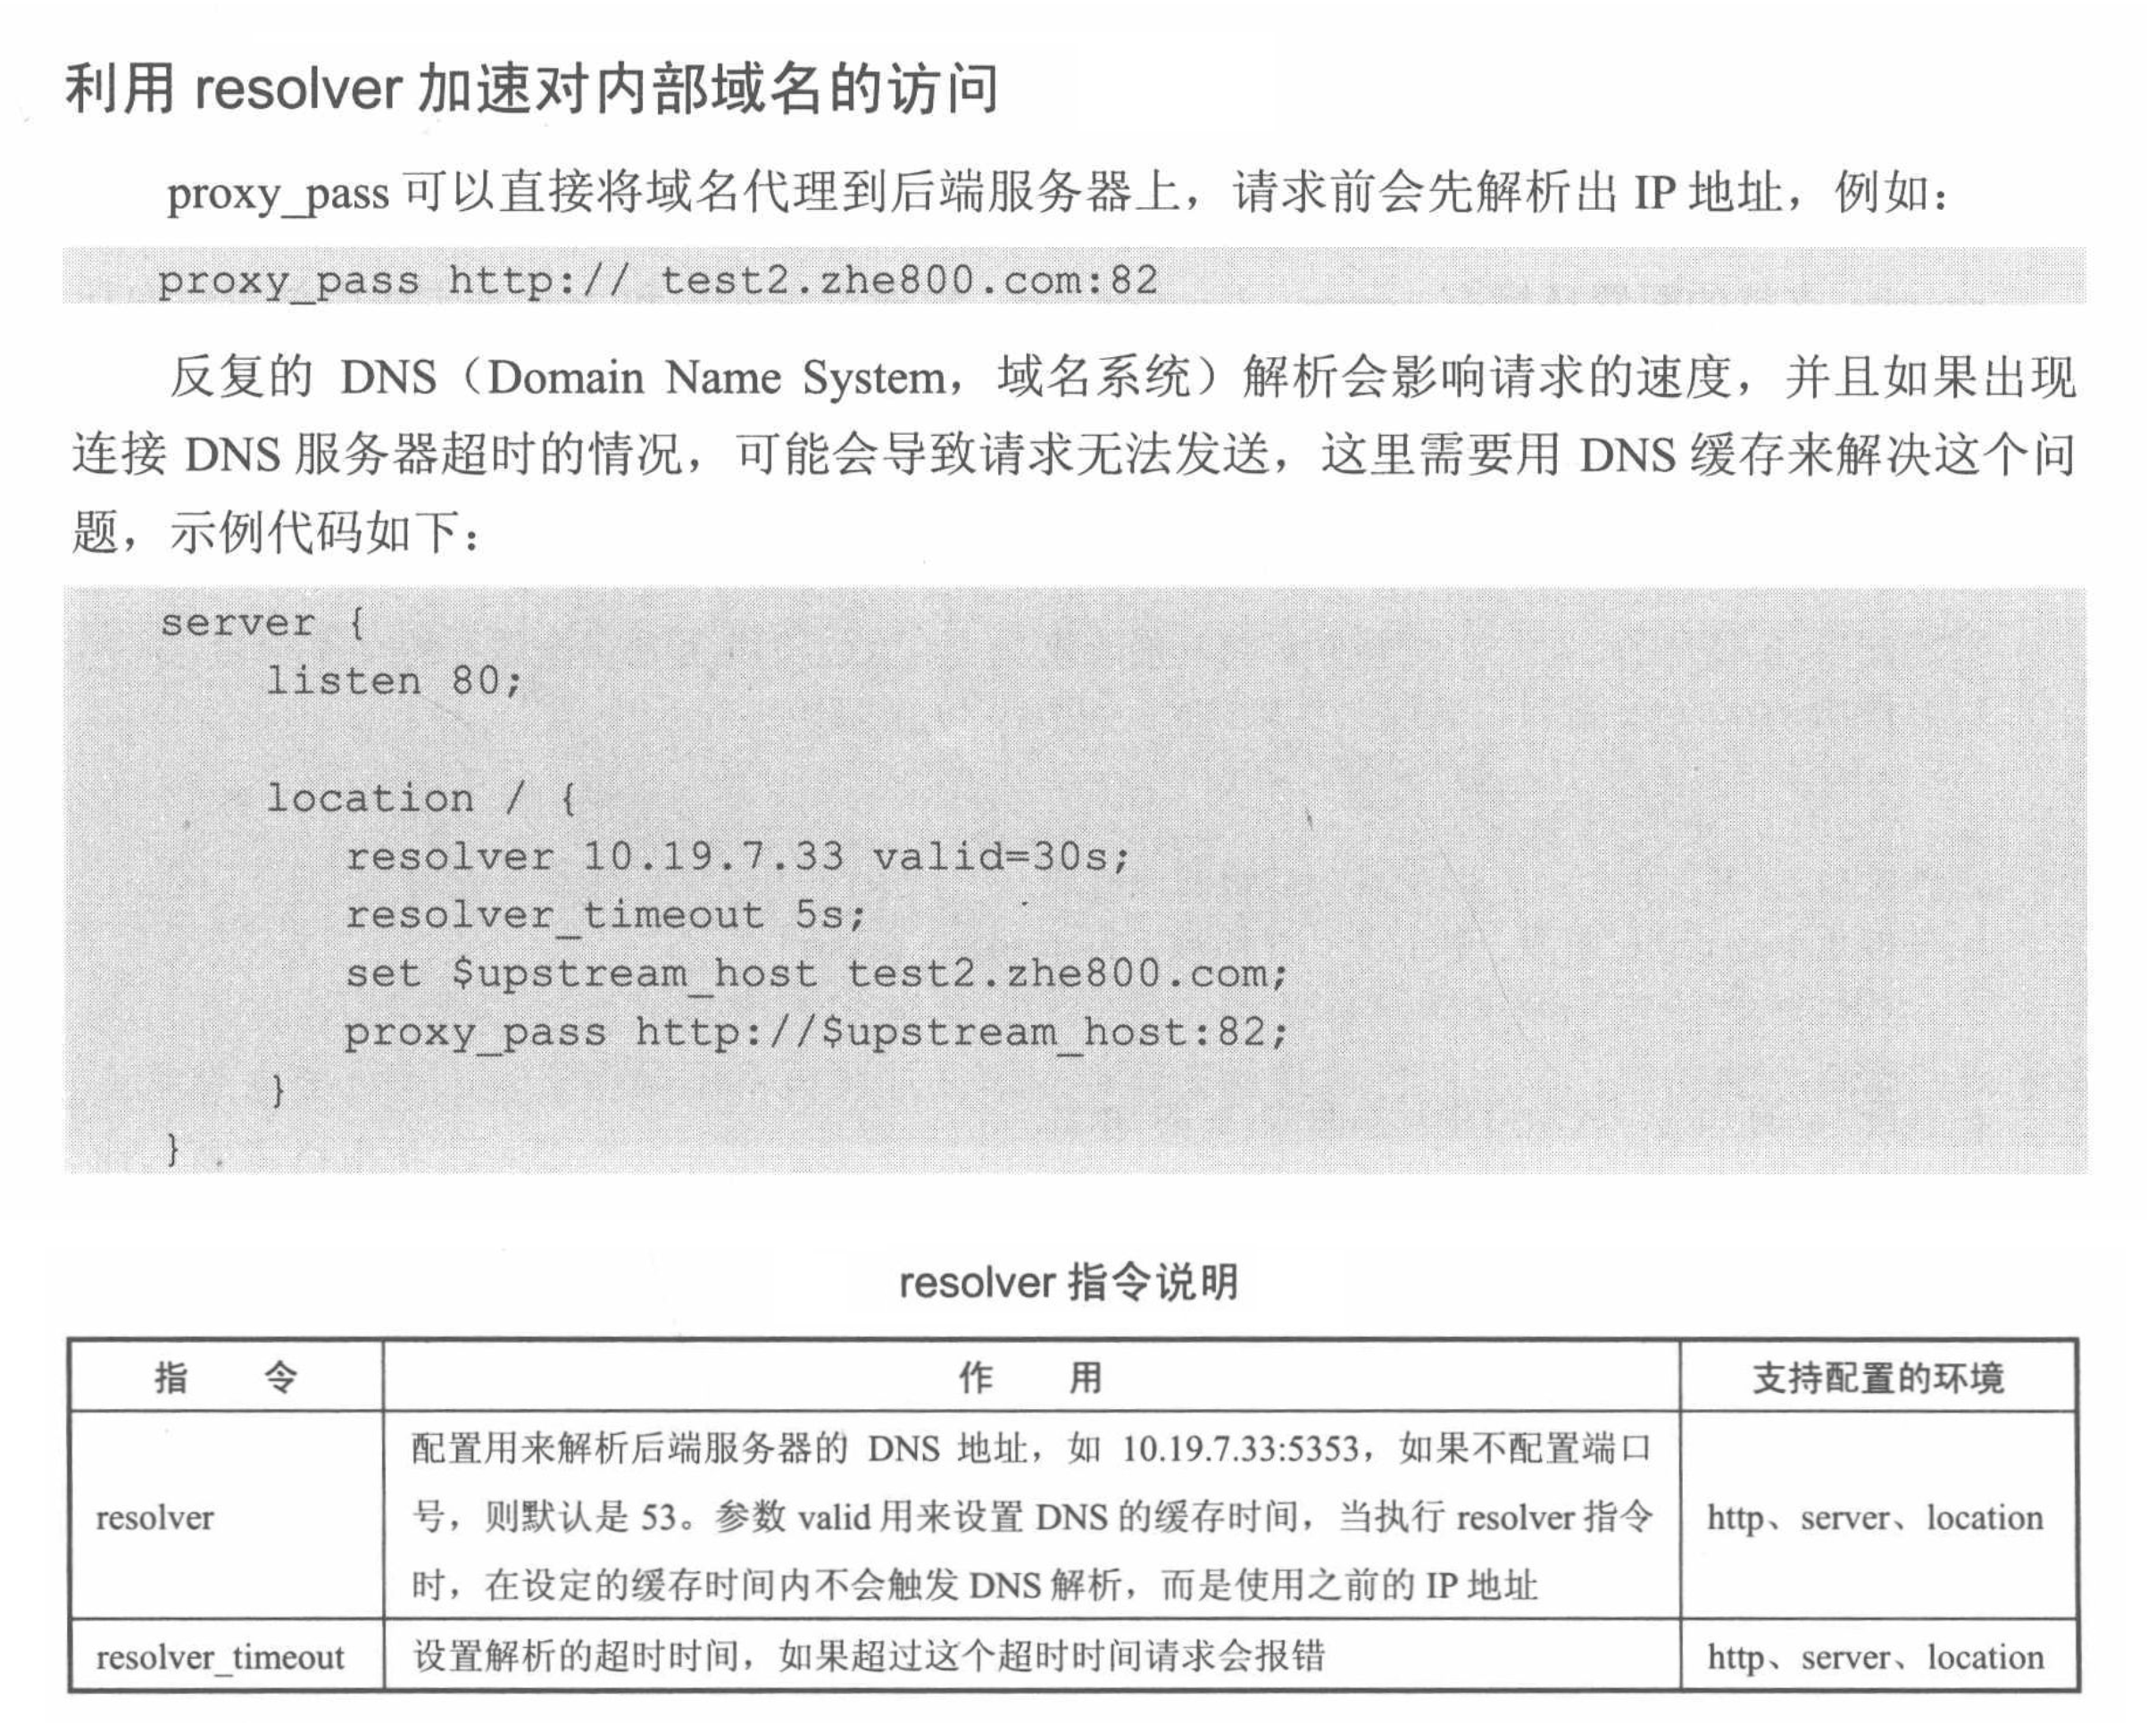 利用 resolver 加速对内部域名的访问
proxy_pass 可以直接将域名代理到后端服务器上，请求前会先解析出 IP 地址，例如：
proxy_pass http:// test2.zhe800.com:82
反复的 DNS（Domain Name System，域名系统）解析会影响请求的速度，并且如果出现
连接 DNS 服务器超时的情况，可能会导致请求无法发送，这里需要用 DNS 缓存来解决这个问
题，示例代码如下：
server {
listen 80;
location / {
resolver 10.19.7.33 valid=30s;
resolver_timeout 5s;
set $upstream_host test2.zhe800.com;
proxy_pass http://$upstream_host:82;
}
}
resolver 指令说明
指 令 作 用 支持配置的环境
配置用来解析后端服务器的 DNS 地址，如 10.19.7.33:5353，如果不配置端口
resolver 号，则默认是 53。参数 valid 用来设置 DNS 的缓存时间，当执行 resolver 指令 http、server、location
时，在设定的缓存时间内不会触发 DNS 解析，而是使用之前的 IP 地址
resolver_timeout 设置解析的超时时间，如果超过这个超时时间请求会报错 http、server、location